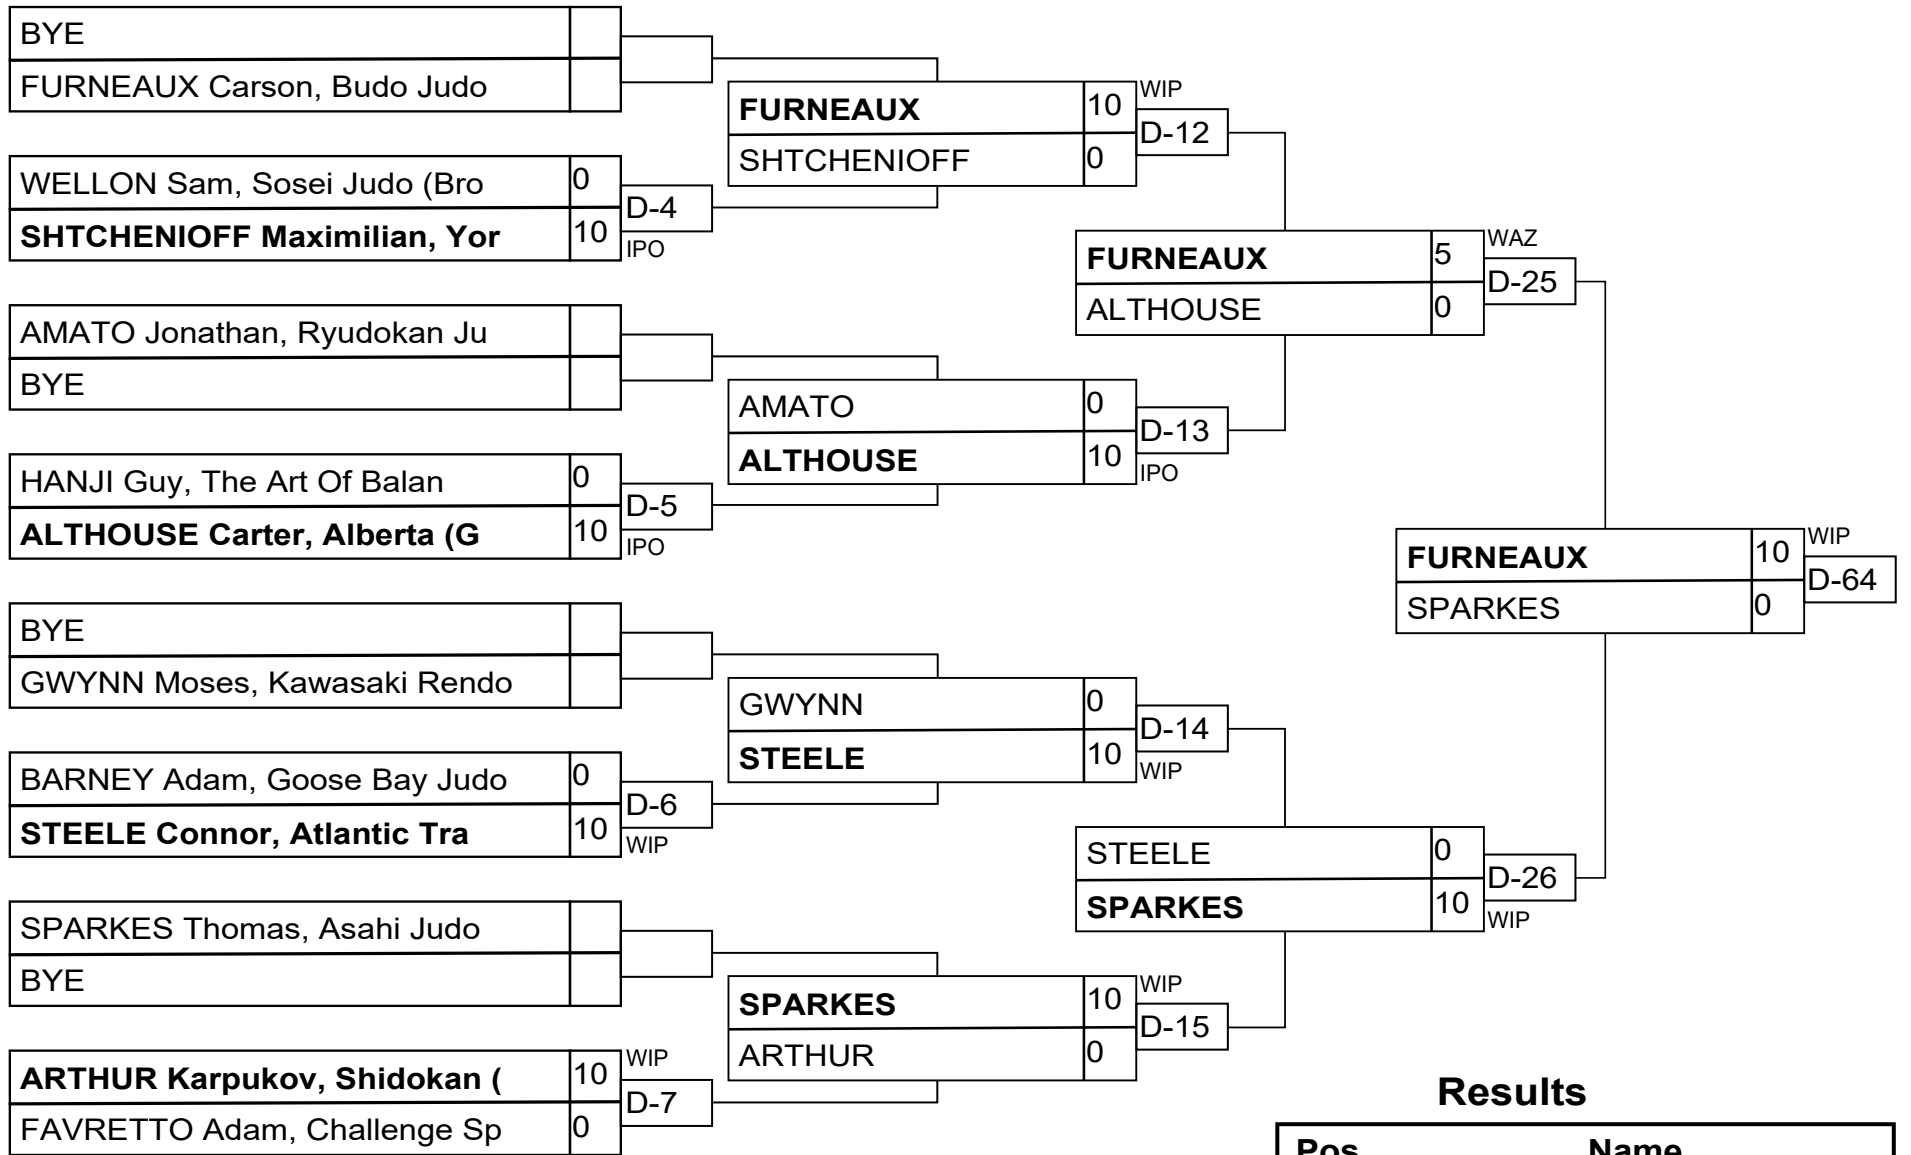 BYE
FURNEAUX Carson, Budo Judo
WELLON Sam, Sosei Judo (Bro 0
D-4
SHTCHENIOFF Maximilian, Yor 10
IPO
AMATO Jonathan, Ryudokan Ju
BYE
HANJI Guy, The Art Of Balan 0
D-5
ALTHOUSE Carter, Alberta (G 10
IPO
BYE
GWYNN Moses, Kawasaki Rendo
BARNEY Adam, Goose Bay Judo 0
D-6
STEELE Connor, Atlantic Tra 10
WIP
SPARKES Thomas, Asahi Judo
BYE
WIP
ARTHUR Karpukov, Shidokan ( 10
D-7
FAVRETTO Adam, Challenge Sp 0
WIP
FURNEAUX 10
D-12
SHTCHENIOFF 0
AMATO 0
D-13
ALTHOUSE 10
IPO
GWYNN 0
D-14
STEELE 10
WIP
WIP
SPARKES 10
D-15
ARTHUR 0
WAZ
FURNEAUX 5
D-25
ALTHOUSE 0
STEELE 0
D-26
SPARKES 10
WIP
WIP
FURNEAUX 10
D-64
SPARKES 0
Results
Pos Name